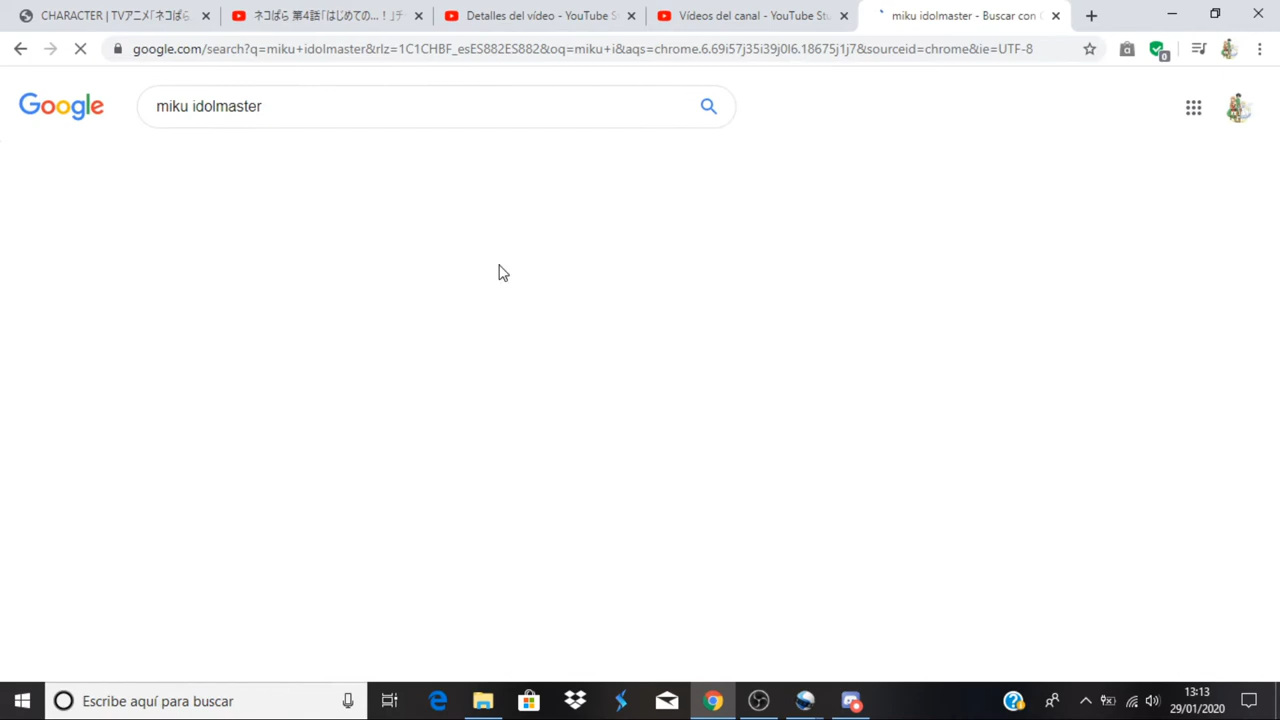 CHARACTER | TVアニメ「ネコぱら
ネコぱら 第4話「はじめての…！」テ
Detalles del vídeo - YouTube S
Vídeos del canal - YouTube Stu
miku idolmaster - Buscar con
google.com/search?q=miku+idolmaster&rlz=1C1CHBF_esES882ES882&oq=miku+i&aqs=chrome.6.69i57j35i39j0l6.18675j1j7&sourceid=chrome&ie=UTF-8
0
Google
miku idolmaster
Escribe aquí para buscar
13:13
29/01/2020